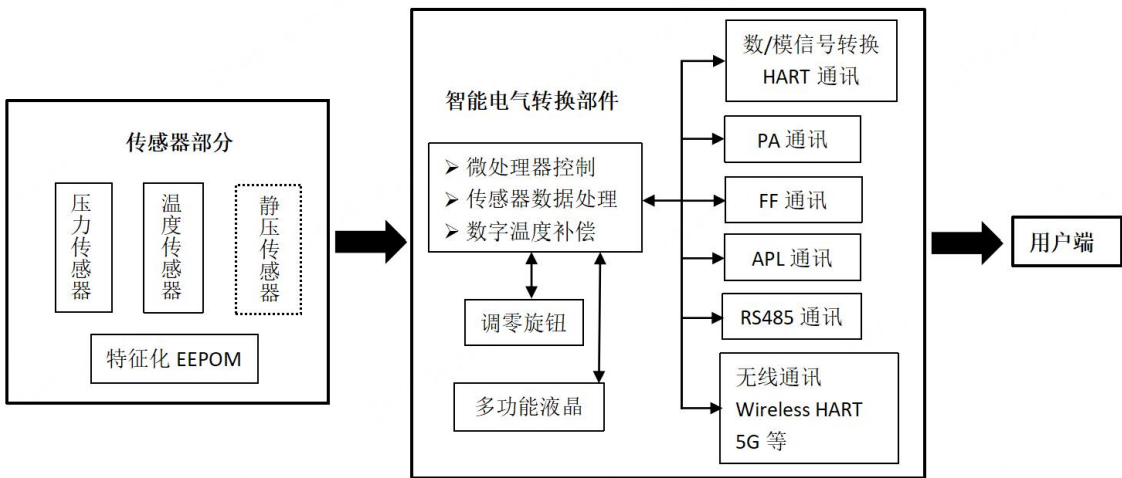 传感器部分
压力传感器
温度传感器
静压传感器
特征化 EEPOM
智能电气转换部件
➢ 微处理器控制
➢ 传感器数据处理
➢ 数字温度补偿
调零旋钮
多功能液晶
数/模信号转换
HART 通讯
PA 通讯
FF 通讯
APL 通讯
RS485 通讯
无线通讯
Wireless HART
5G 等
用户端